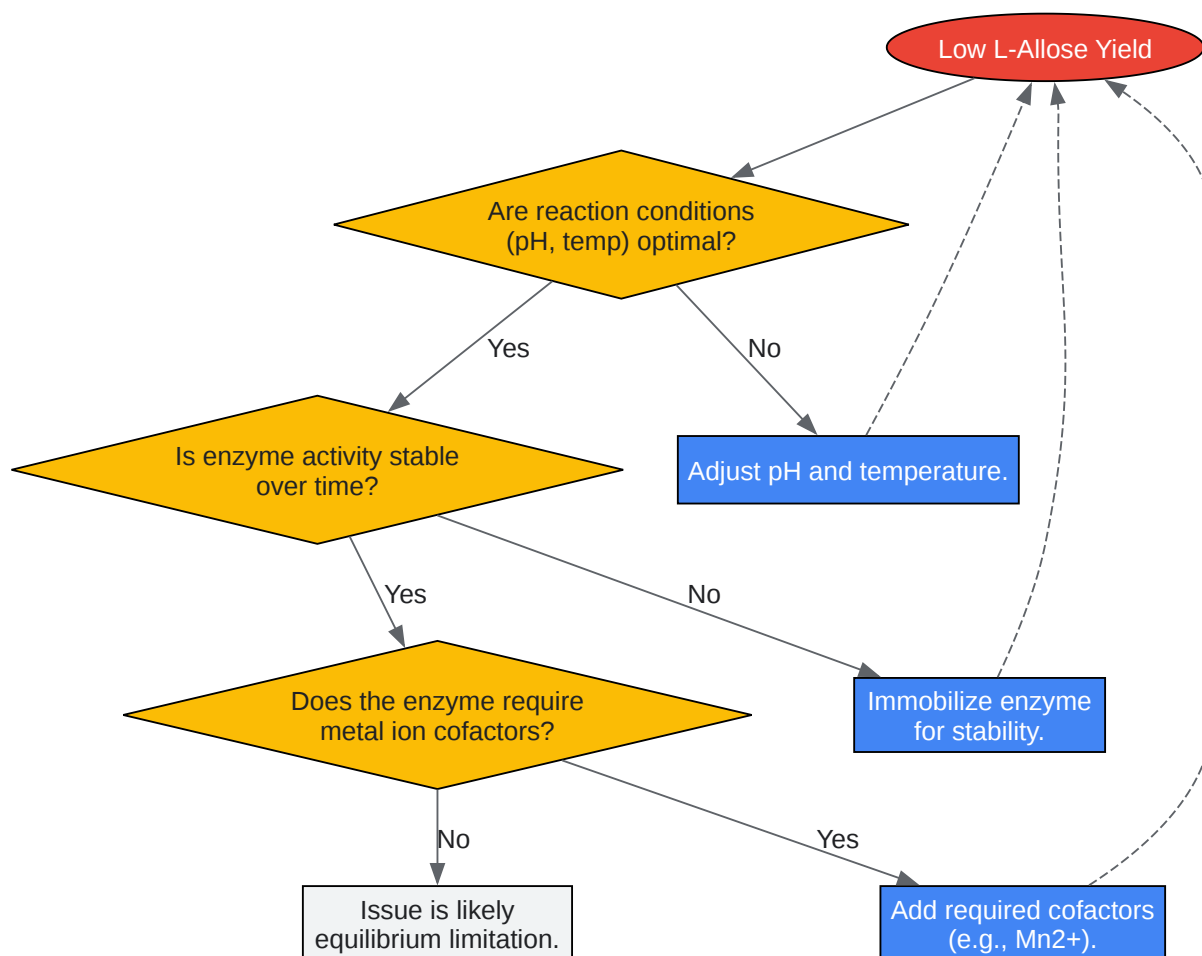 Low L-Allose Yield
Are reaction conditions
(pH, temp) optimal?
Yes
No
Is enzyme activity stable
over time?
Adjust pH and temperature.
Yes
No
Does the enzyme require
metal ion cofactors?
Immobilize enzyme
for stability.
No
Yes
Issue is likely
equilibrium limitation.
Add required cofactors
(e.g., Mn2+).